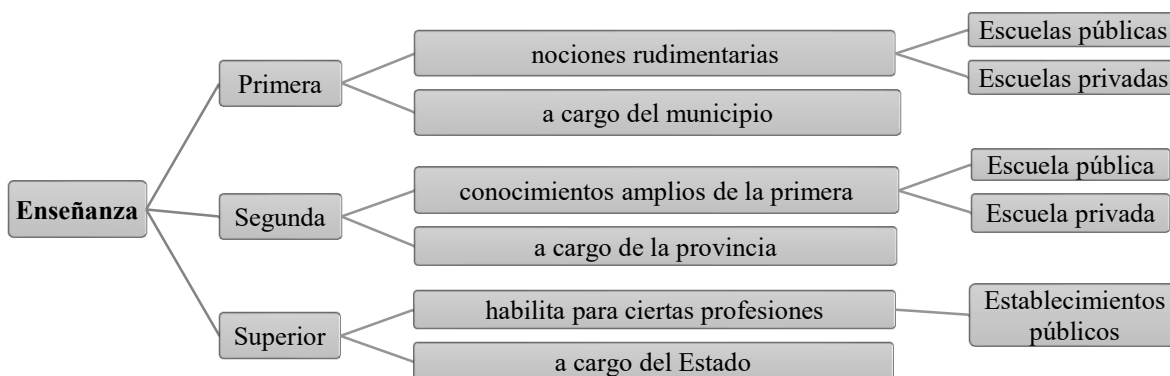 Enseñanza
Primera
nociones rudimentarias
Escuelas públicas
Escuelas privadas
a cargo del municipio
Segunda
conocimientos amplios de la primera
Escuela pública
Escuela privada
a cargo de la provincia
Superior
habilita para ciertas profesiones
Establecimientos
públicos
a cargo del Estado